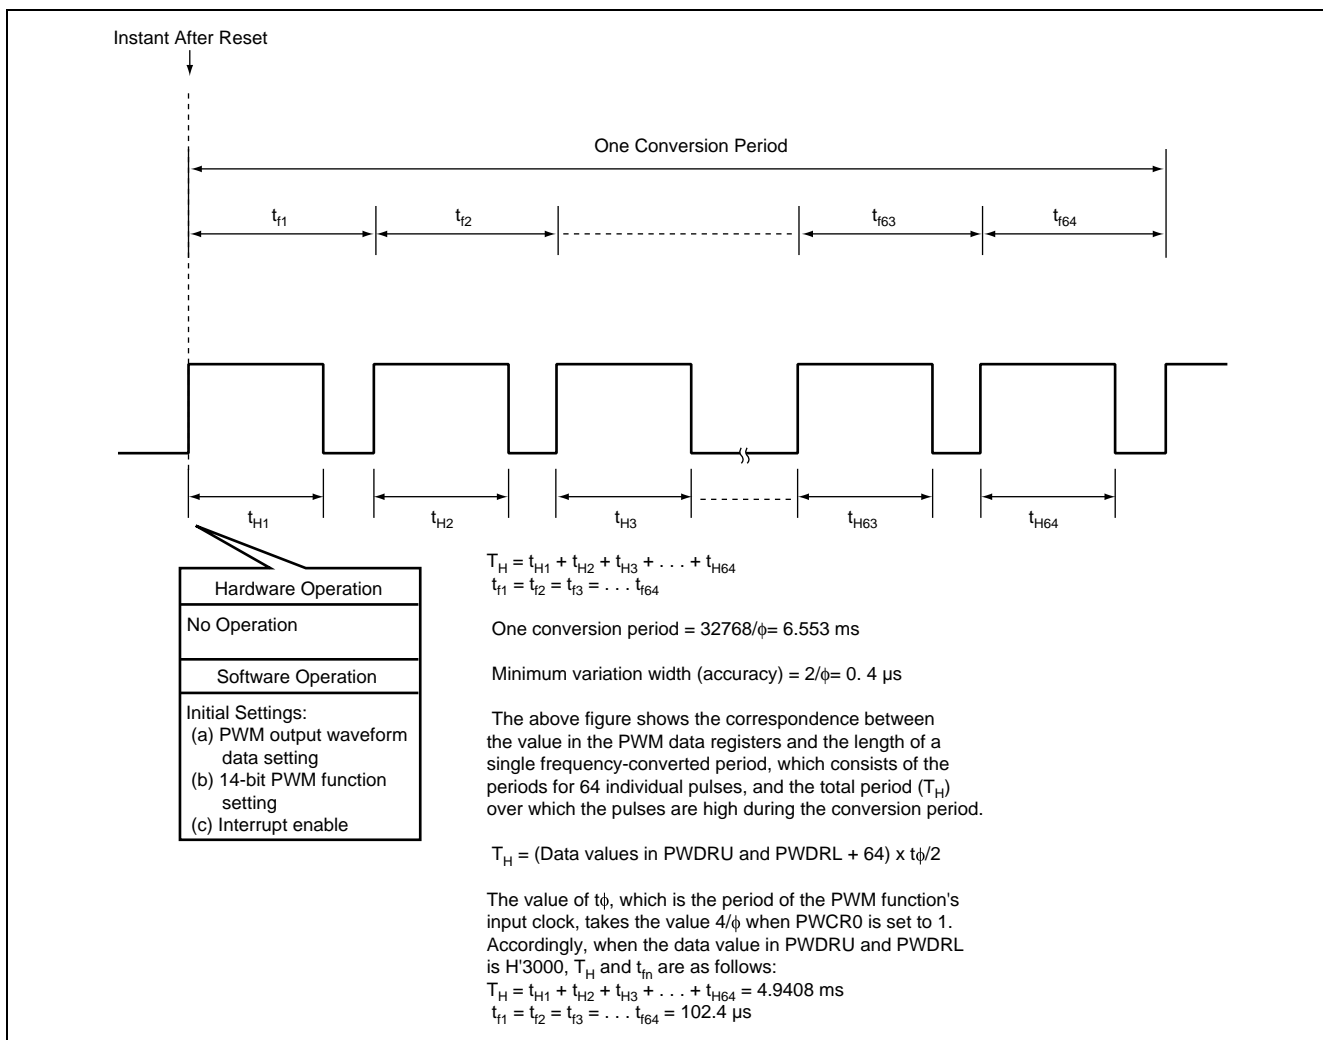 Instant After Reset
One Conversion Period
tf1 tf2 tf63 tf64
tH1 tH2 tH3 tH63 tH64
Hardware Operation
No Operation
Software Operation
Initial Settings:
(a) PWM output waveform
data setting
(b) 14-bit PWM function
setting
(c) Interrupt enable
TH = tH1 + tH2 + tH3 + . . . + tH64
tf1 = tf2 = tf3 = . . . tf64
One conversion period = 32768/ϕ= 6.553 ms
Minimum variation width (accuracy) = 2/ϕ= 0. 4 µs
The above figure shows the correspondence between
the value in the PWM data registers and the length of a
single frequency-converted period, which consists of the
periods for 64 individual pulses, and the total period (TH)
over which the pulses are high during the conversion period.
TH = (Data values in PWDRU and PWDRL + 64) x tϕ/2
The value of tϕ, which is the period of the PWM function's
input clock, takes the value 4/ϕ when PWCR0 is set to 1.
Accordingly, when the data value in PWDRU and PWDRL
is H'3000, TH and tfn are as follows:
TH = tH1 + tH2 + tH3 + . . . + tH64 = 4.9408 ms
tf1 = tf2 = tf3 = . . . tf64 = 102.4 µs